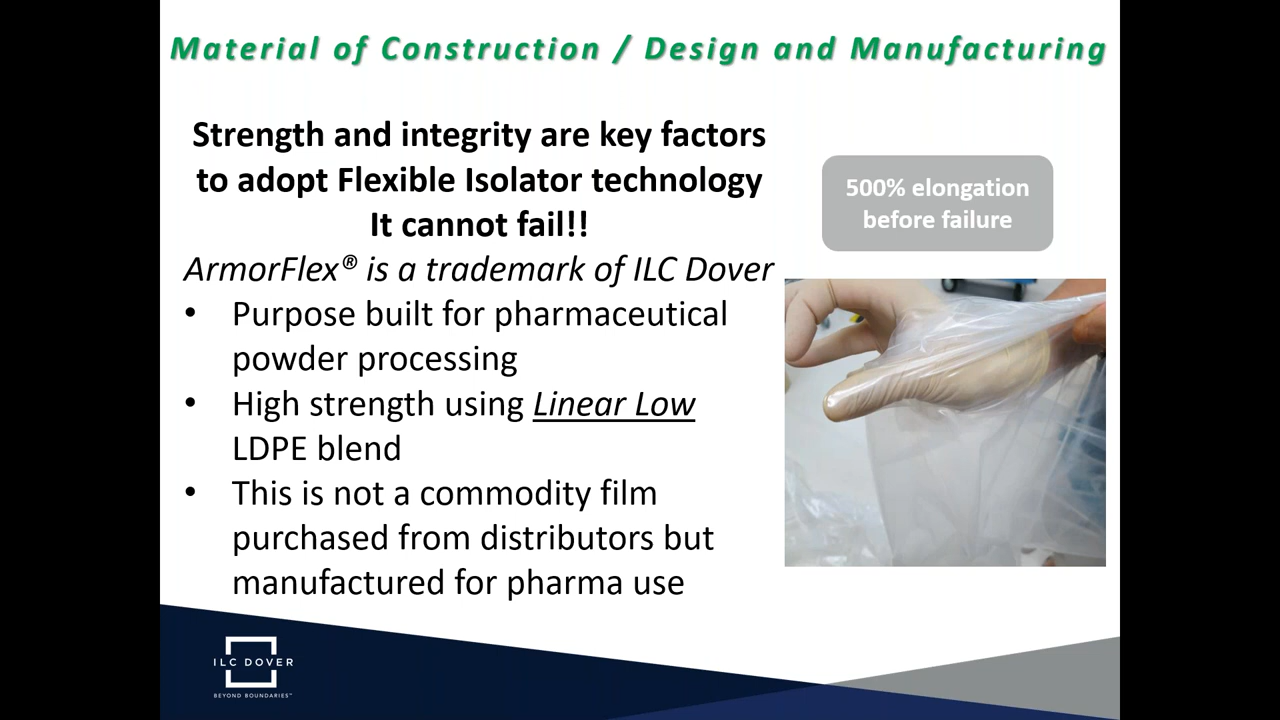 Material of Construction / Design and Manufacturing
Strength and integrity are key factors
to adopt Flexible Isolator technology
It cannot fail!!
ArmorFlex® is a trademark of ILC Dover
• Purpose built for pharmaceutical
powder processing
• High strength using Linear Low
LDPE blend
• This is not a commodity film
purchased from distributors but
manufactured for pharma use
500% elongation
before failure
ILC DOVER
BEYOND BOUNDARIES™